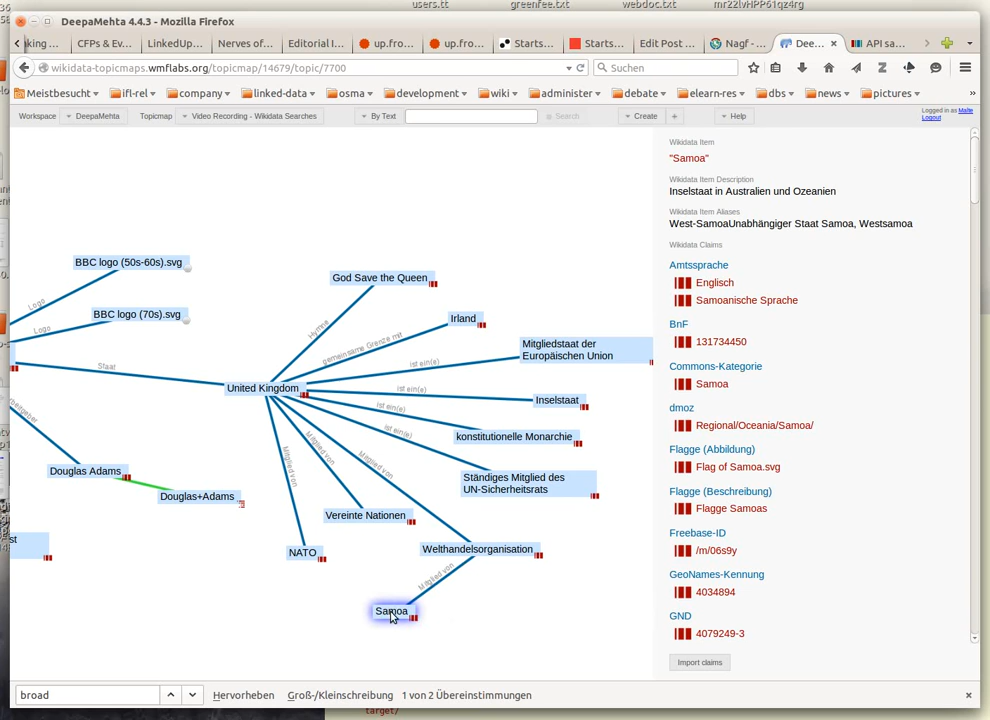 users.tt
greenfee.txt
webdoc.txt
mr22lvHPP61qz4rg
DeepaMehta 4.4.3 - Mozilla Firefox
aking ...
CFPs & Ev...
LinkedUp...
Nerves of...
Editorial I...
up.fro...
up.fro...
Starts...
Starts...
Edit Post ...
Nagf - ...
Dee...
API sa...
wikidata-topicmaps.wmflabs.org/topicmap/14679/topic/7700
Suchen
Meistbesucht
ifl-rel
company
linked-data
osma
development
wiki
administer
debate
elearn-res
dbs
news
pictures
Workspace
DeepaMehta
Topicmap
Video Recording - Wikidata Searches
By Text
Search
Create
+
Help
Logged in as Malte
Logout
BBC logo (50s-60s).svg
Logo
BBC logo (70s).svg
Logo
Staat
God Save the Queen
Hymne
Irland
gemeinsame Grenze mit
Mitgliedstaat der
Europäischen Union
ist ein(e)
United Kingdom
Inselstaat
ist ein(e)
konstitutionelle Monarchie
ist ein(e)
Ständiges Mitglied des
UN-Sicherheitsrats
ist ein(e)
Douglas Adams
Douglas+Adams
Vereinte Nationen
Mitglied von
NATO
Mitglied von
Welthandelsorganisation
Mitglied von
Samoa
Mitglied von
Wikidata Item
"Samoa"
Wikidata Item Description
Inselstaat in Australien und Ozeanien
Wikidata Item Aliases
West-SamoaUnabhängiger Staat Samoa, Westsamoa
Wikidata Claims
Amtssprache
Englisch
Samoanische Sprache
BnF
131734450
Commons-Kategorie
Samoa
dmoz
Regional/Oceania/Samoa/
Flagge (Abbildung)
Flag of Samoa.svg
Flagge (Beschreibung)
Flagge Samoas
Freebase-ID
/m/06s9y
GeoNames-Kennung
4034894
GND
4079249-3
Import claims
broad
Hervorheben
Groß-/Kleinschreibung
1 von 2 Übereinstimmungen
target/